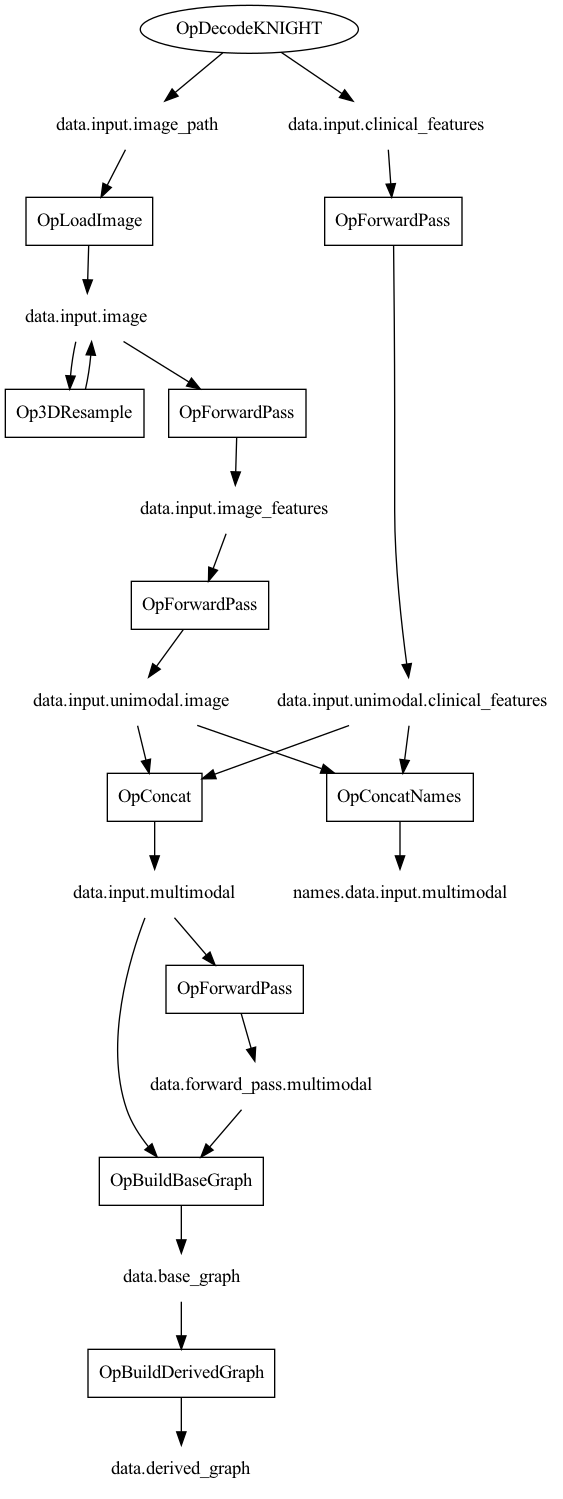 OpDecodeKNIGHT
data.input.image_path
data.input.clinical_features
OpLoadImage
OpForwardPass
data.input.image
Op3DResample
OpForwardPass
data.input.image_features
OpForwardPass
data.input.unimodal.image
data.input.unimodal.clinical_features
OpConcat
OpConcatNames
data.input.multimodal
names.data.input.multimodal
OpForwardPass
data.forward_pass.multimodal
OpBuildBaseGraph
data.base_graph
OpBuildDerivedGraph
data.derived_graph